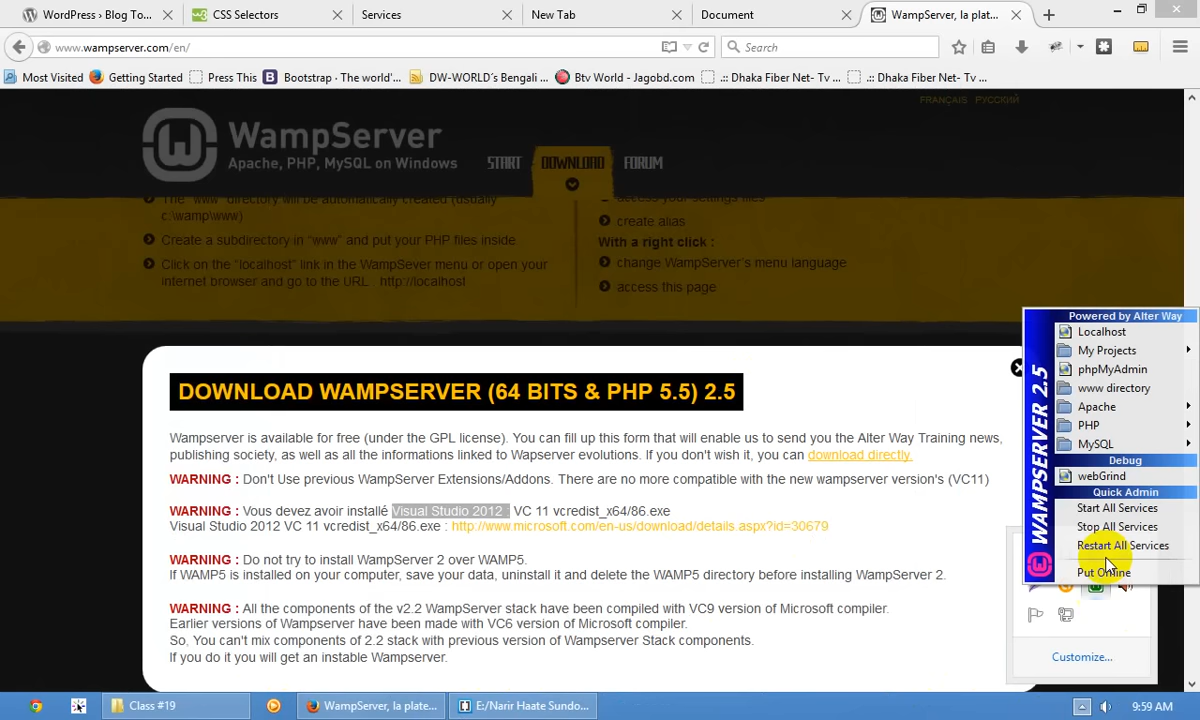 WordPress › Blog To...
CSS Selectors
Services
New Tab
Document
WampServer, la plate...
www.wampserver.com/en/
Search
Most Visited
Getting Started
Press This
Bootstrap · The world'...
DW-WORLD´s Bengali ...
Btv World - Jagobd.com
.:: Dhaka Fiber Net- Tv ...
.:: Dhaka Fiber Net- Tv ...
FRANÇAIS РУССКИЙ
WampServer
Apache, PHP, MySQL on Windows
START
DOWNLOAD
FORUM
The “www” directory will be automatically created (usually
c:\wamp\www)
Create a subdirectory in “www” and put your PHP files inside
Click on the “localhost” link in the WampSever menu or open your
internet browser and go to the URL : http://localhost
access your settings files
create alias
With a right click :
change WampServer’s menu language
access this page
DOWNLOAD WAMPSERVER (64 BITS & PHP 5.5) 2.5
Wampserver is available for free (under the GPL license). You can fill up this form that will enable us to send you the Alter Way Training news,
publishing society, as well as all the informations linked to Wapserver evolutions. If you don't wish it, you can download directly.
WARNING : Don't Use previous WampServer Extensions/Addons. There are no more compatible with the new wampserver version's (VC11)
WARNING : Vous devez avoir installé Visual Studio 2012 : VC 11 vcredist_x64/86.exe
Visual Studio 2012 VC 11 vcredist_x64/86.exe : http://www.microsoft.com/en-us/download/details.aspx?id=30679
WARNING : Do not try to install WampServer 2 over WAMP5.
If WAMP5 is installed on your computer, save your data, uninstall it and delete the WAMP5 directory before installing WampServer 2.
WARNING : All the components of the v2.2 WampServer stack have been compiled with VC9 version of Microsoft compiler.
Earlier versions of Wampserver have been made with VC6 version of Microsoft compiler.
So, You can't mix components of 2.2 stack with previous version of Wampserver Stack components.
If you do it you will get an instable Wampserver.
WAMPSERVER 2.5
Powered by Alter Way
Localhost
My Projects
phpMyAdmin
www directory
Apache
PHP
MySQL
Debug
webGrind
Quick Admin
Start All Services
Stop All Services
Restart All Services
Put Online
Customize...
Class #19
WampServer, la plate...
E:/Narir Haate Sundo...
9:59 AM